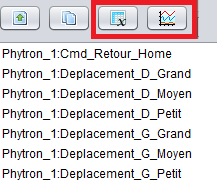 Phytron_1:Cmd_Retour_Home
Phytron_1:Deplacement_D_Grand
Phytron_1:Deplacement_D_Moyen
Phytron_1:Deplacement_D_Petit
Phytron_1:Deplacement_G_Grand
Phytron_1:Deplacement_G_Moyen
Phytron_1:Deplacement_G_Petit